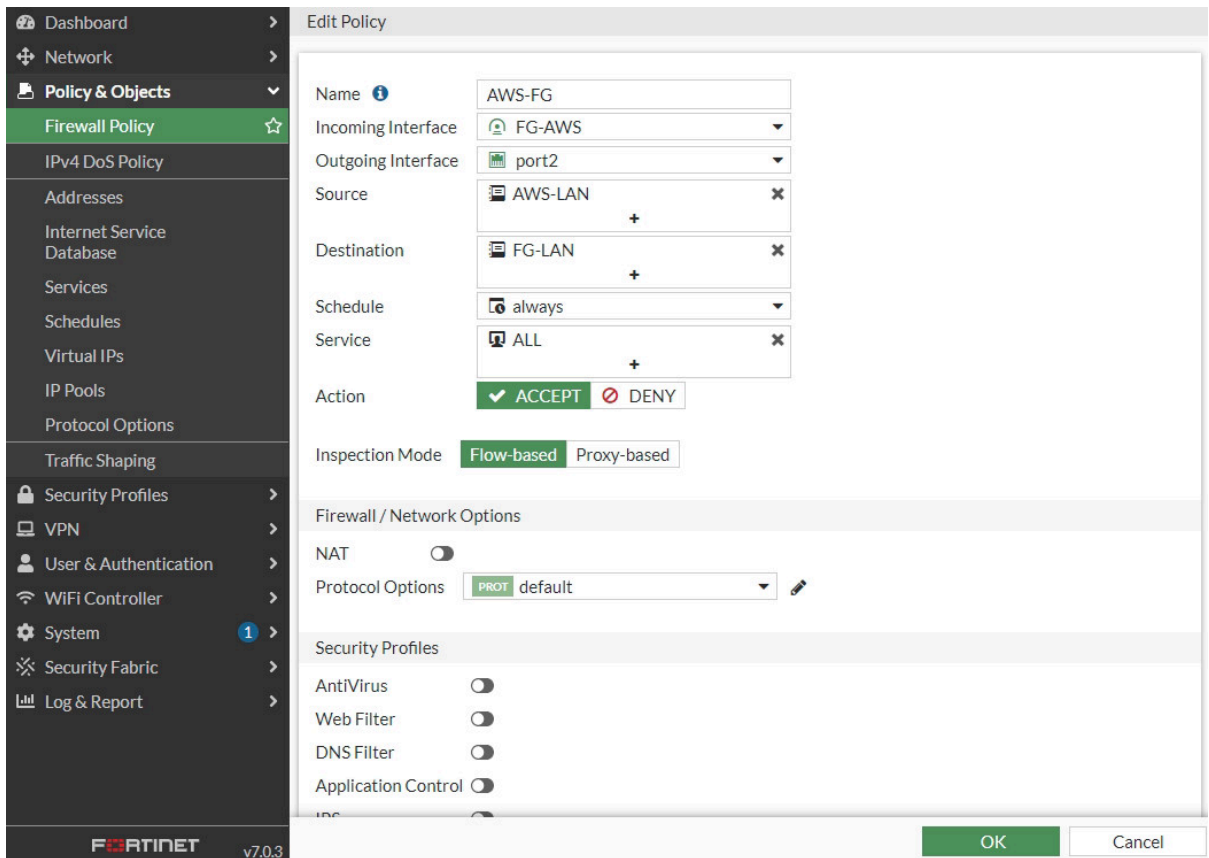 Dashboard
Network
Policy & Objects
Firewall Policy
IPv4 DoS Policy
Addresses
Internet Service
Database
Services
Schedules
Virtual IPs
IP Pools
Protocol Options
Traffic Shaping
Security Profiles
VPN
User & Authentication
WiFi Controller
System 1
Security Fabric
Log & Report
FORTINET v7.0.3
Edit Policy
Name AWS-FG
Incoming Interface FG-AWS
Outgoing Interface port2
Source AWS-LAN
+
Destination FG-LAN
+
Schedule always
Service ALL
+
Action ACCEPT DENY
Inspection Mode Flow-based Proxy-based
Firewall / Network Options
NAT
Protocol Options PROT default
Security Profiles
AntiVirus
Web Filter
DNS Filter
Application Control
IPS
OK Cancel